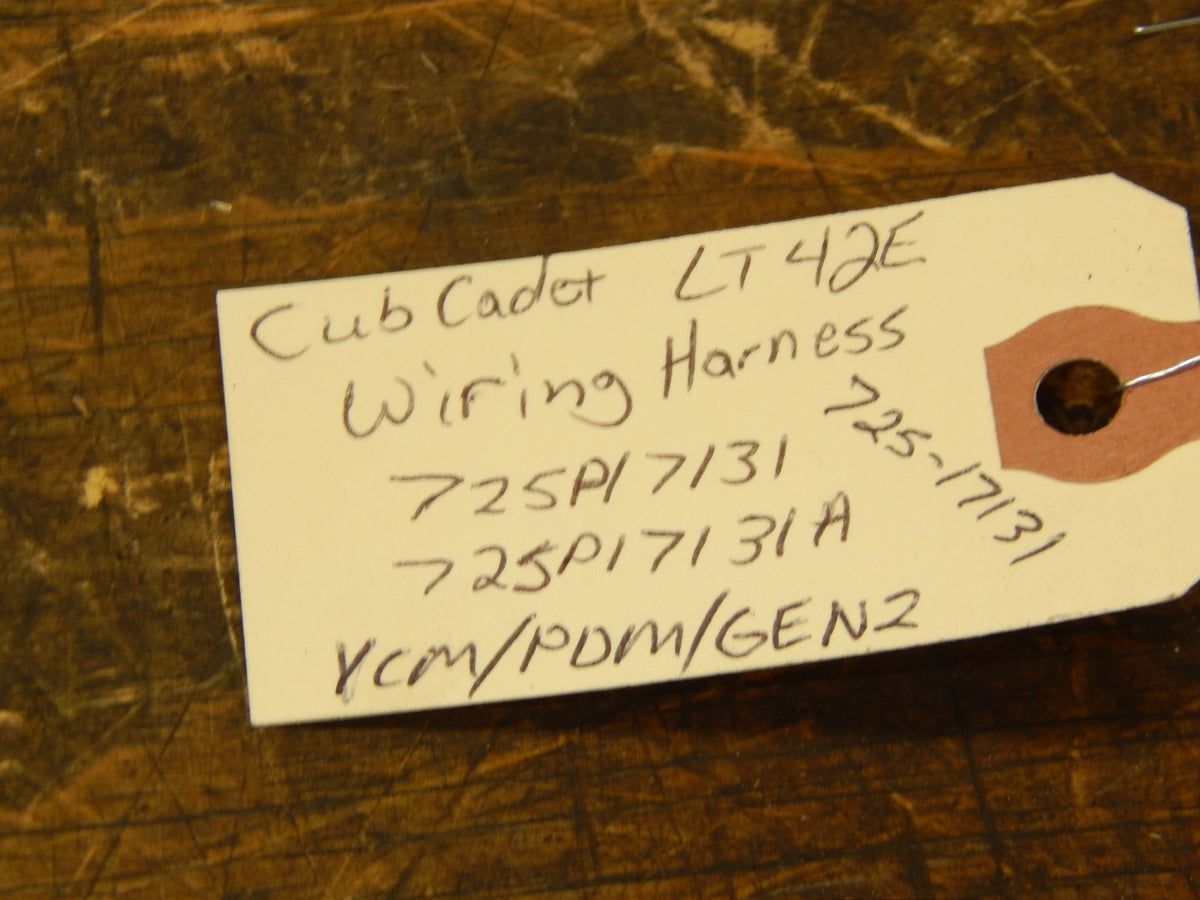 Cub Cadet LT42E
Wiring Harness
725P17131
725P17131A
YCM/PDM/GEN2
725-17131